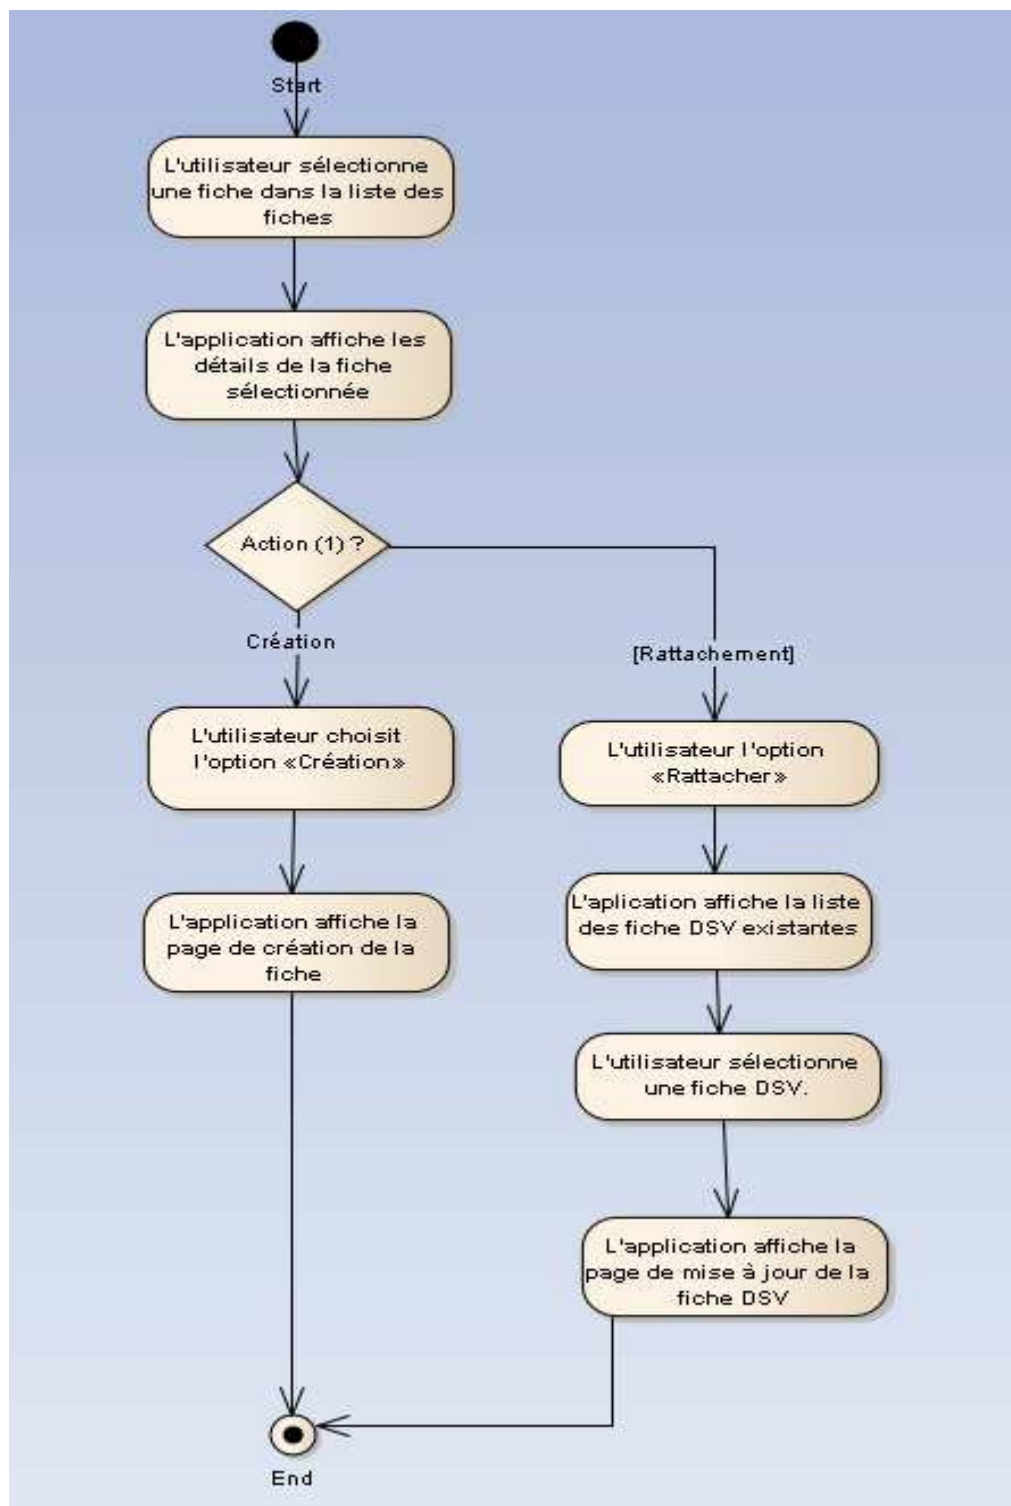 Start
L'utilisateur sélectionne
une fiche dans la liste des
fiches
L'application affiche les
détails de la fiche
sélectionnée
Action (1) ?
Création
[Rattachement]
L'utilisateur choisit
l'option «Création»
L'utilisateur l'option
«Rattacher»
L'application affiche la
page de création de la
fiche
L'aplication affiche la liste
des fiche DSV existantes
L'utilisateur sélectionne
une fiche DSV.
L'application affiche la
page de mise à jour de la
fiche DSV
End